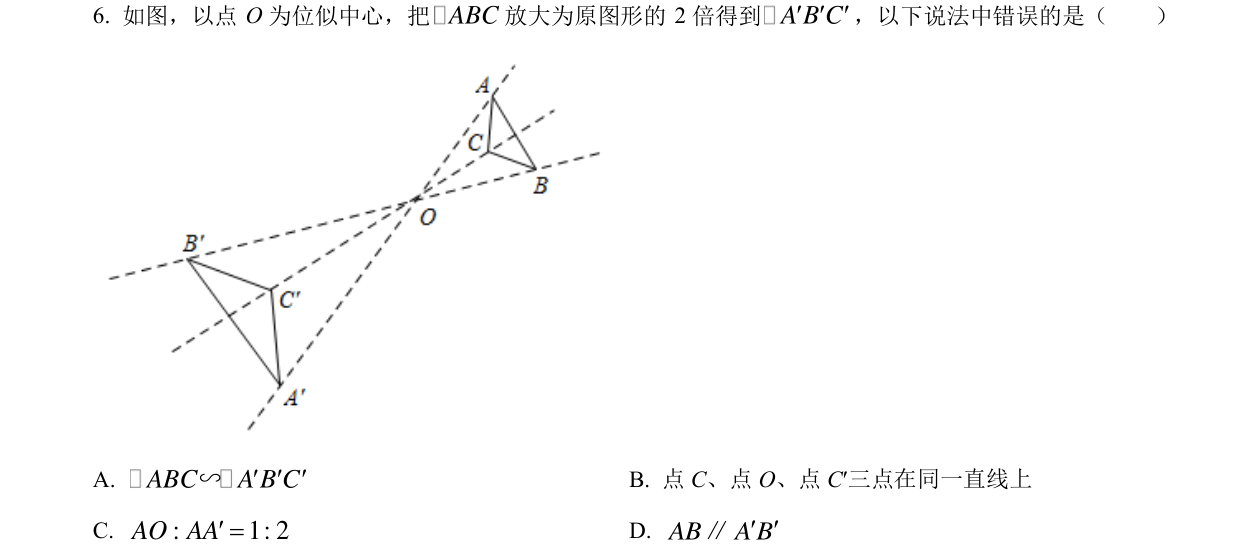 6. 如图，以点 O 为位似中心，把□ABC 放大为原图形的 2 倍得到□A′B′C′，以下说法中错误的是（　　）
A
C
B
O
B′
C′
A′
A. □ABC∽□A′B′C′
B. 点 C、点 O、点 C′三点在同一直线上
C. AO : AA′ = 1 : 2
D. AB // A′B′